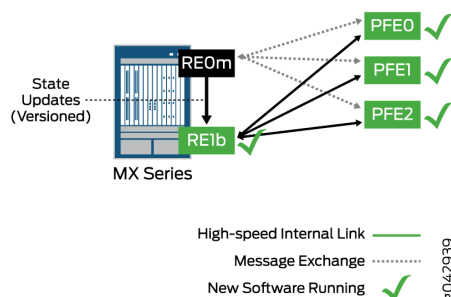 PFE0
RE0m
PFE1
State
Updates
(Versioned)
PFE2
RE1b
MX Series
High-speed Internal Link
Message Exchange
New Software Running